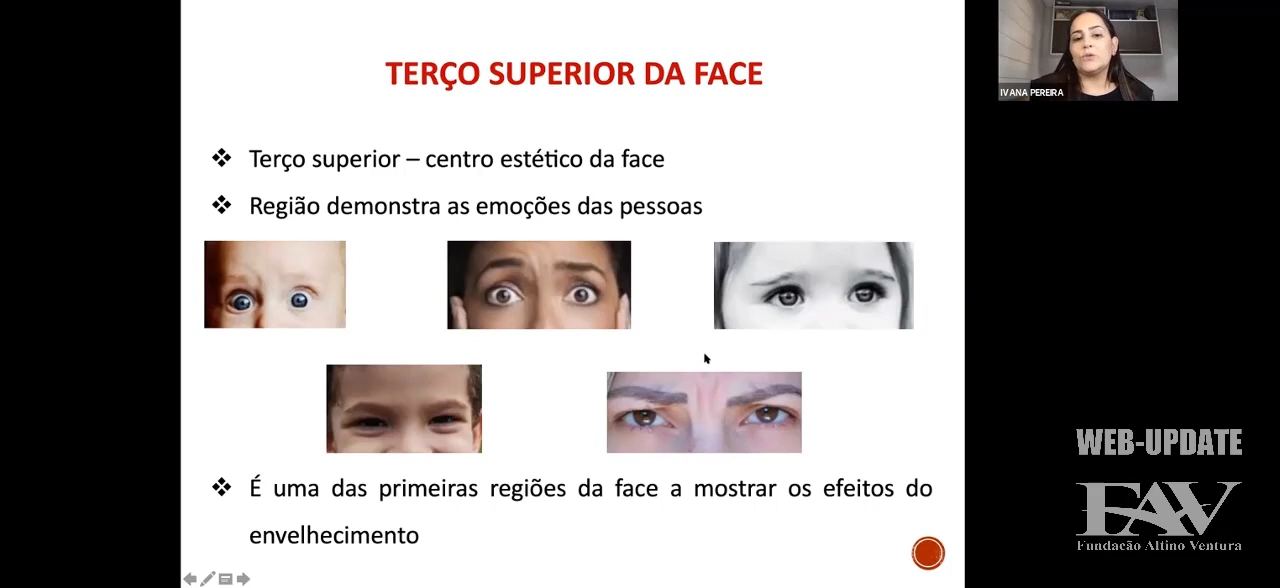 TERÇO SUPERIOR DA FACE
IVANA PEREIRA
❖ Terço superior – centro estético da face
❖ Região demonstra as emoções das pessoas
❖ É uma das primeiras regiões da face a mostrar os efeitos do
envelhecimento
WEB-UPDATE
FAV
Fundação Altino Ventura